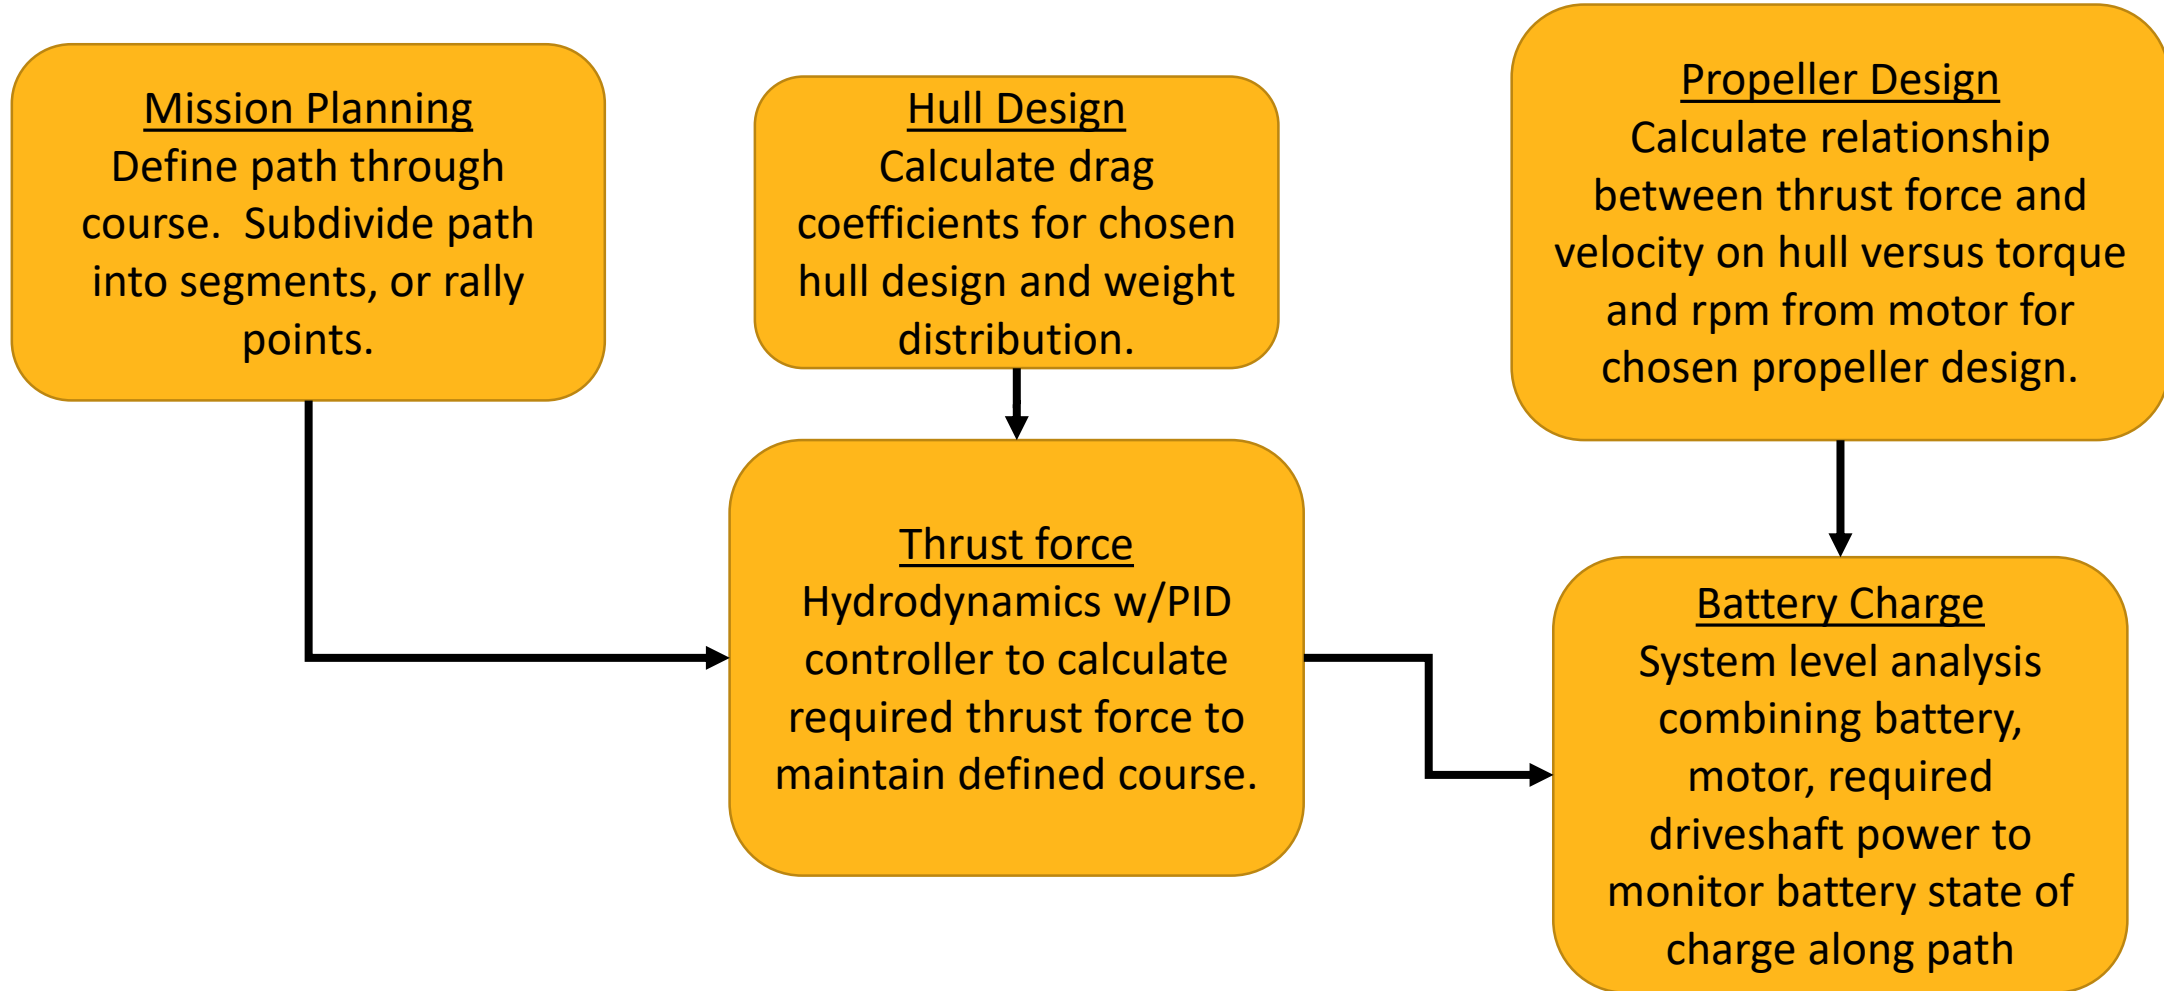 Mission Planning
Define path through
course.  Subdivide path
into segments, or rally
points.
Hull Design
Calculate drag
coefficients for chosen
hull design and weight
distribution.
Propeller Design
Calculate relationship
between thrust force and
velocity on hull versus torque
and rpm from motor for
chosen propeller design.
Thrust force
Hydrodynamics w/PID
controller to calculate
required thrust force to
maintain defined course.
Battery Charge
System level analysis
combining battery,
motor, required
driveshaft power to
monitor battery state of
charge along path